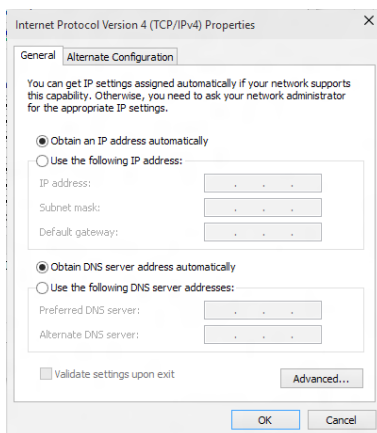 Internet Protocol Version 4 (TCP/IPv4) Properties
General
Alternate Configuration
You can get IP settings assigned automatically if your network supports
this capability. Otherwise, you need to ask your network administrator
for the appropriate IP settings.
Obtain an IP address automatically
Use the following IP address:
IP address:
Subnet mask:
Default gateway:
Obtain DNS server address automatically
Use the following DNS server addresses:
Preferred DNS server:
Alternate DNS server:
Validate settings upon exit
Advanced...
OK
Cancel